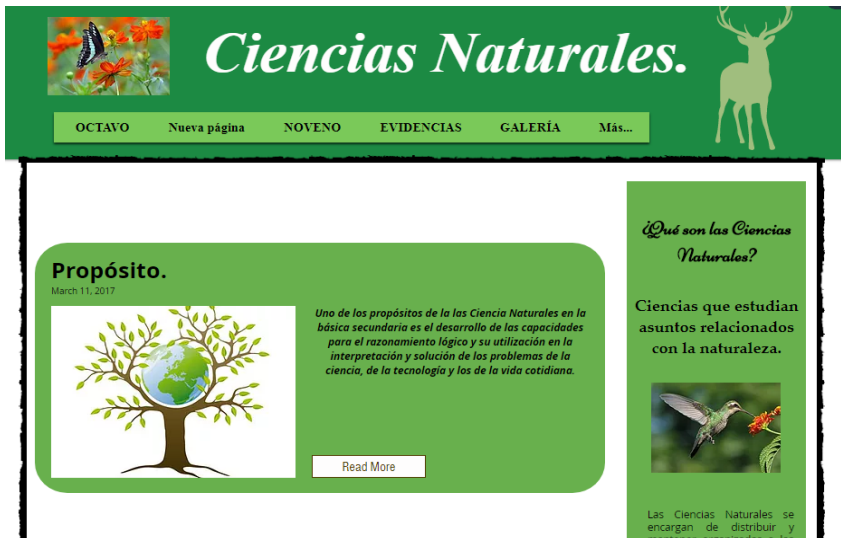 Ciencias Naturales.
OCTAVO Nueva página NOVENO EVIDENCIAS GALERÍA Más...
Propósito.
March 11, 2017
Uno de los propósitos de la las Ciencia Naturales en la
básica secundaria es el desarrollo de las capacidades
para el razonamiento lógico y su utilización en la
interpretación y solución de los problemas de la
ciencia, de la tecnología y los de la vida cotidiana.
Read More
¿Qué son las Ciencias
Naturales?
Ciencias que estudian
asuntos relacionados
con la naturaleza.
Las Ciencias Naturales se
encargan de distribuir y